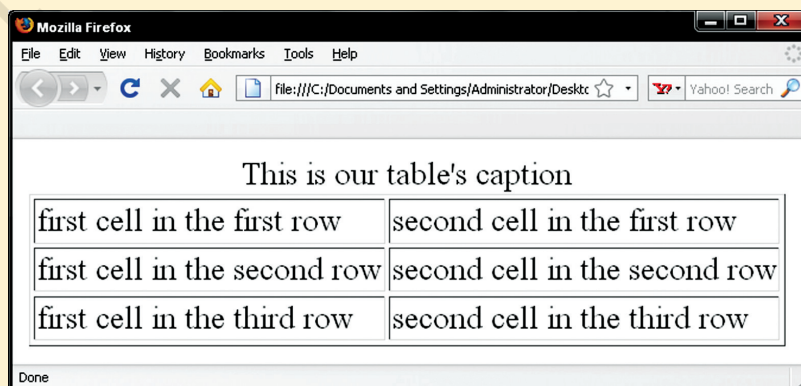 Mozilla Firefox
File Edit View History Bookmarks Tools Help
file:///C:/Documents and Settings/Administrator/Deskto
Yahoo! Search
This is our table's caption
first cell in the first row second cell in the first row
first cell in the second row second cell in the second row
first cell in the third row second cell in the third row
Done